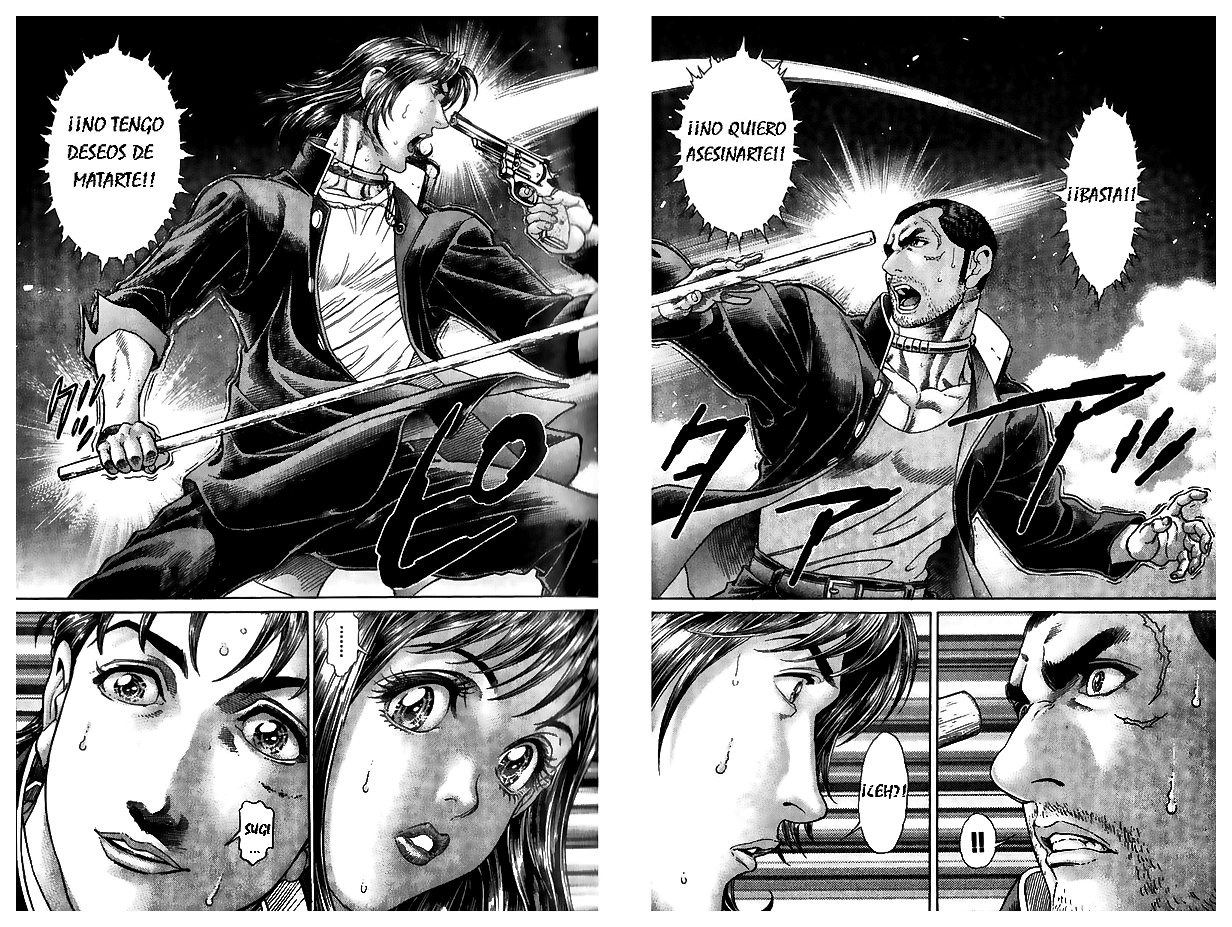 ¡¡BASTA!!
¡¡NO QUIERO
ASESINARTE!!
¡¡NO TENGO
DESEOS DE
MATARTE!!
!!
¡¿EH?!
......
SUGI
...